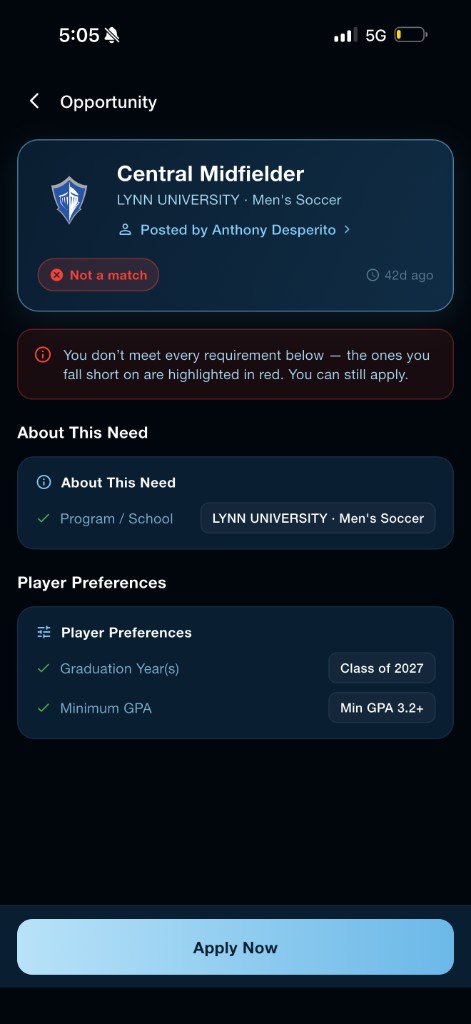 5:05
5G
Opportunity
Central Midfielder
LYNN UNIVERSITY · Men's Soccer
Posted by Anthony Desperito
Not a match
42d ago
You don't meet every requirement below — the ones you
fall short on are highlighted in red. You can still apply.
About This Need
About This Need
Program / School
LYNN UNIVERSITY · Men's Soccer
Player Preferences
Player Preferences
Graduation Year(s)
Class of 2027
Minimum GPA
Min GPA 3.2+
Apply Now